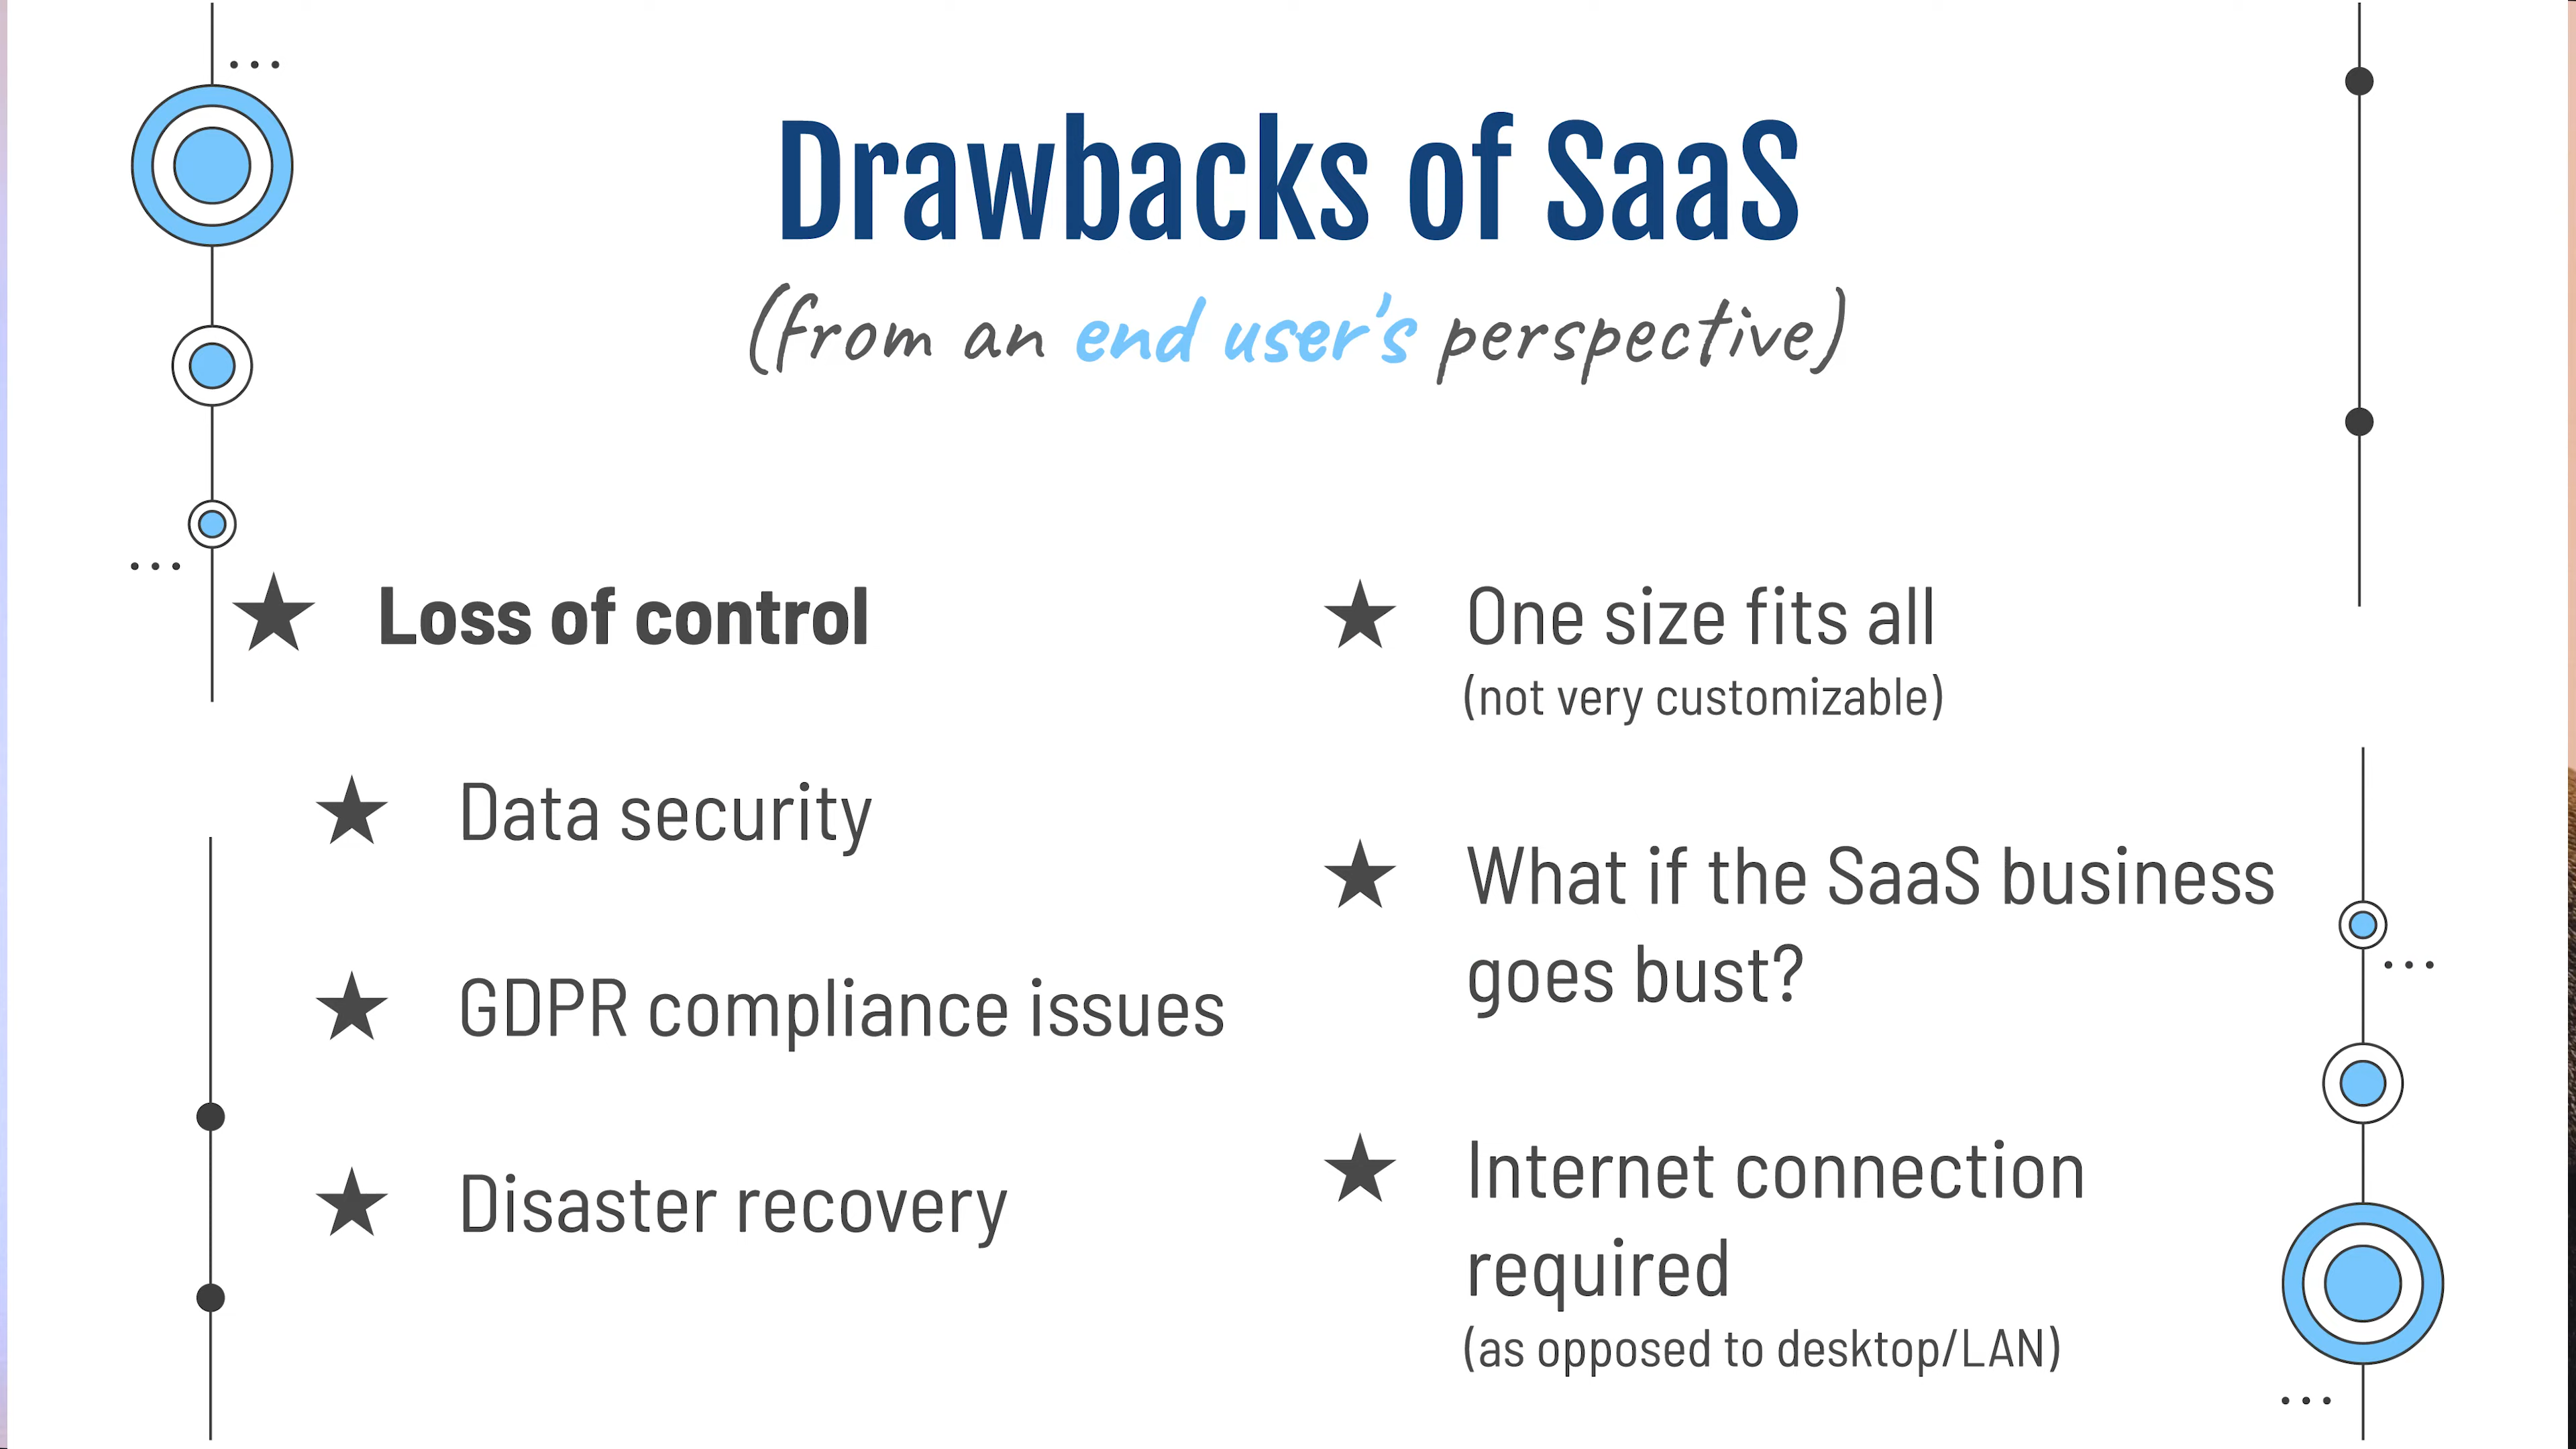 Drawbacks of SaaS
(from an end user's perspective)
Loss of control
Data security
GDPR compliance issues
Disaster recovery
One size fits all
(not very customizable)
What if the SaaS business
goes bust?
Internet connection
required
(as opposed to desktop/LAN)